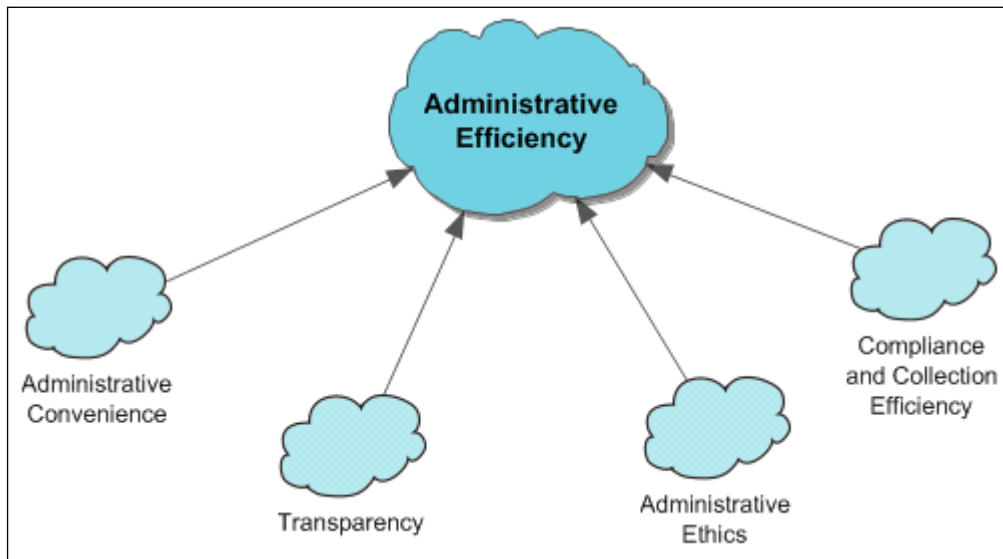 Administrative
Efficiency
Administrative
Convenience
Transparency
Administrative
Ethics
Compliance
and Collection
Efficiency